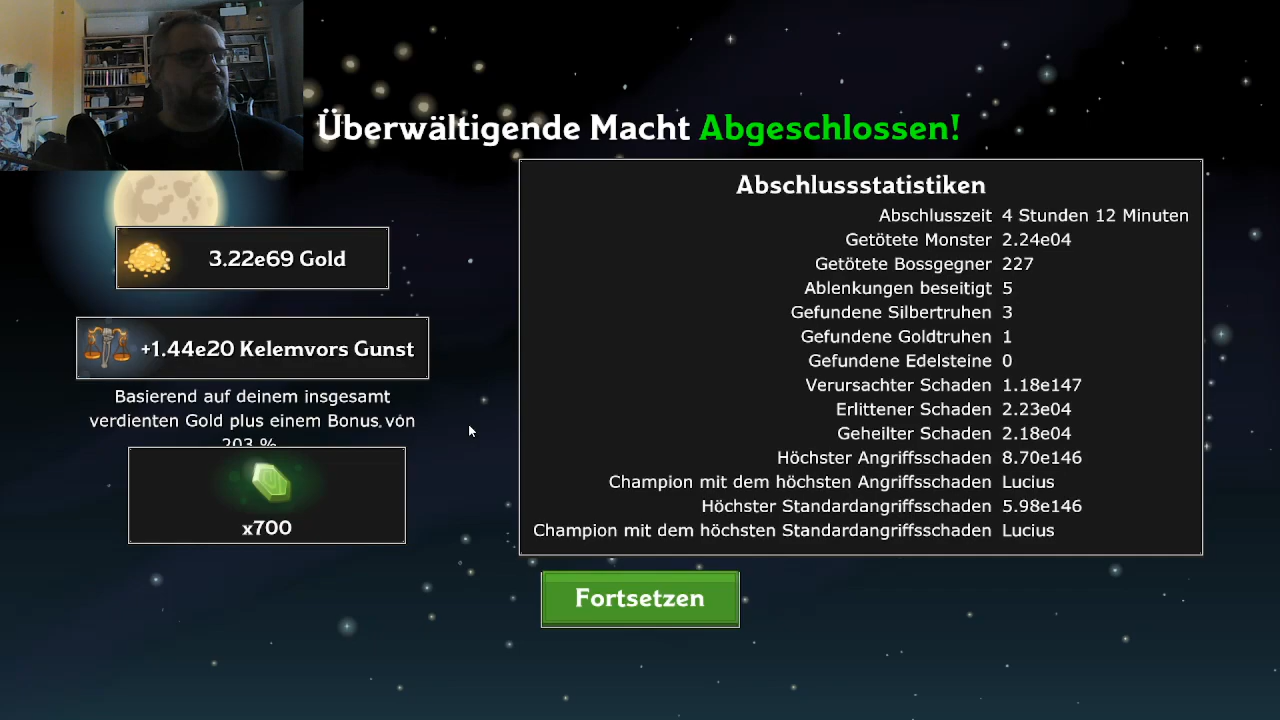 Überwältigende Macht Abgeschlossen!
3.22e69 Gold
+1.44e20 Kelemvors Gunst
Basierend auf deinem insgesamt
verdienten Gold plus einem Bonus von
203 %
x700
Abschlussstatistiken
Abschlusszeit 4 Stunden 12 Minuten
Getötete Monster 2.24e04
Getötete Bossgegner 227
Ablenkungen beseitigt 5
Gefundene Silbertruhen 3
Gefundene Goldtruhen 1
Gefundene Edelsteine 0
Verursachter Schaden 1.18e147
Erlittener Schaden 2.23e04
Geheilter Schaden 2.18e04
Höchster Angriffsschaden 8.70e146
Champion mit dem höchsten Angriffsschaden Lucius
Höchster Standardangriffsschaden 5.98e146
Champion mit dem höchsten Standardangriffsschaden Lucius
Fortsetzen